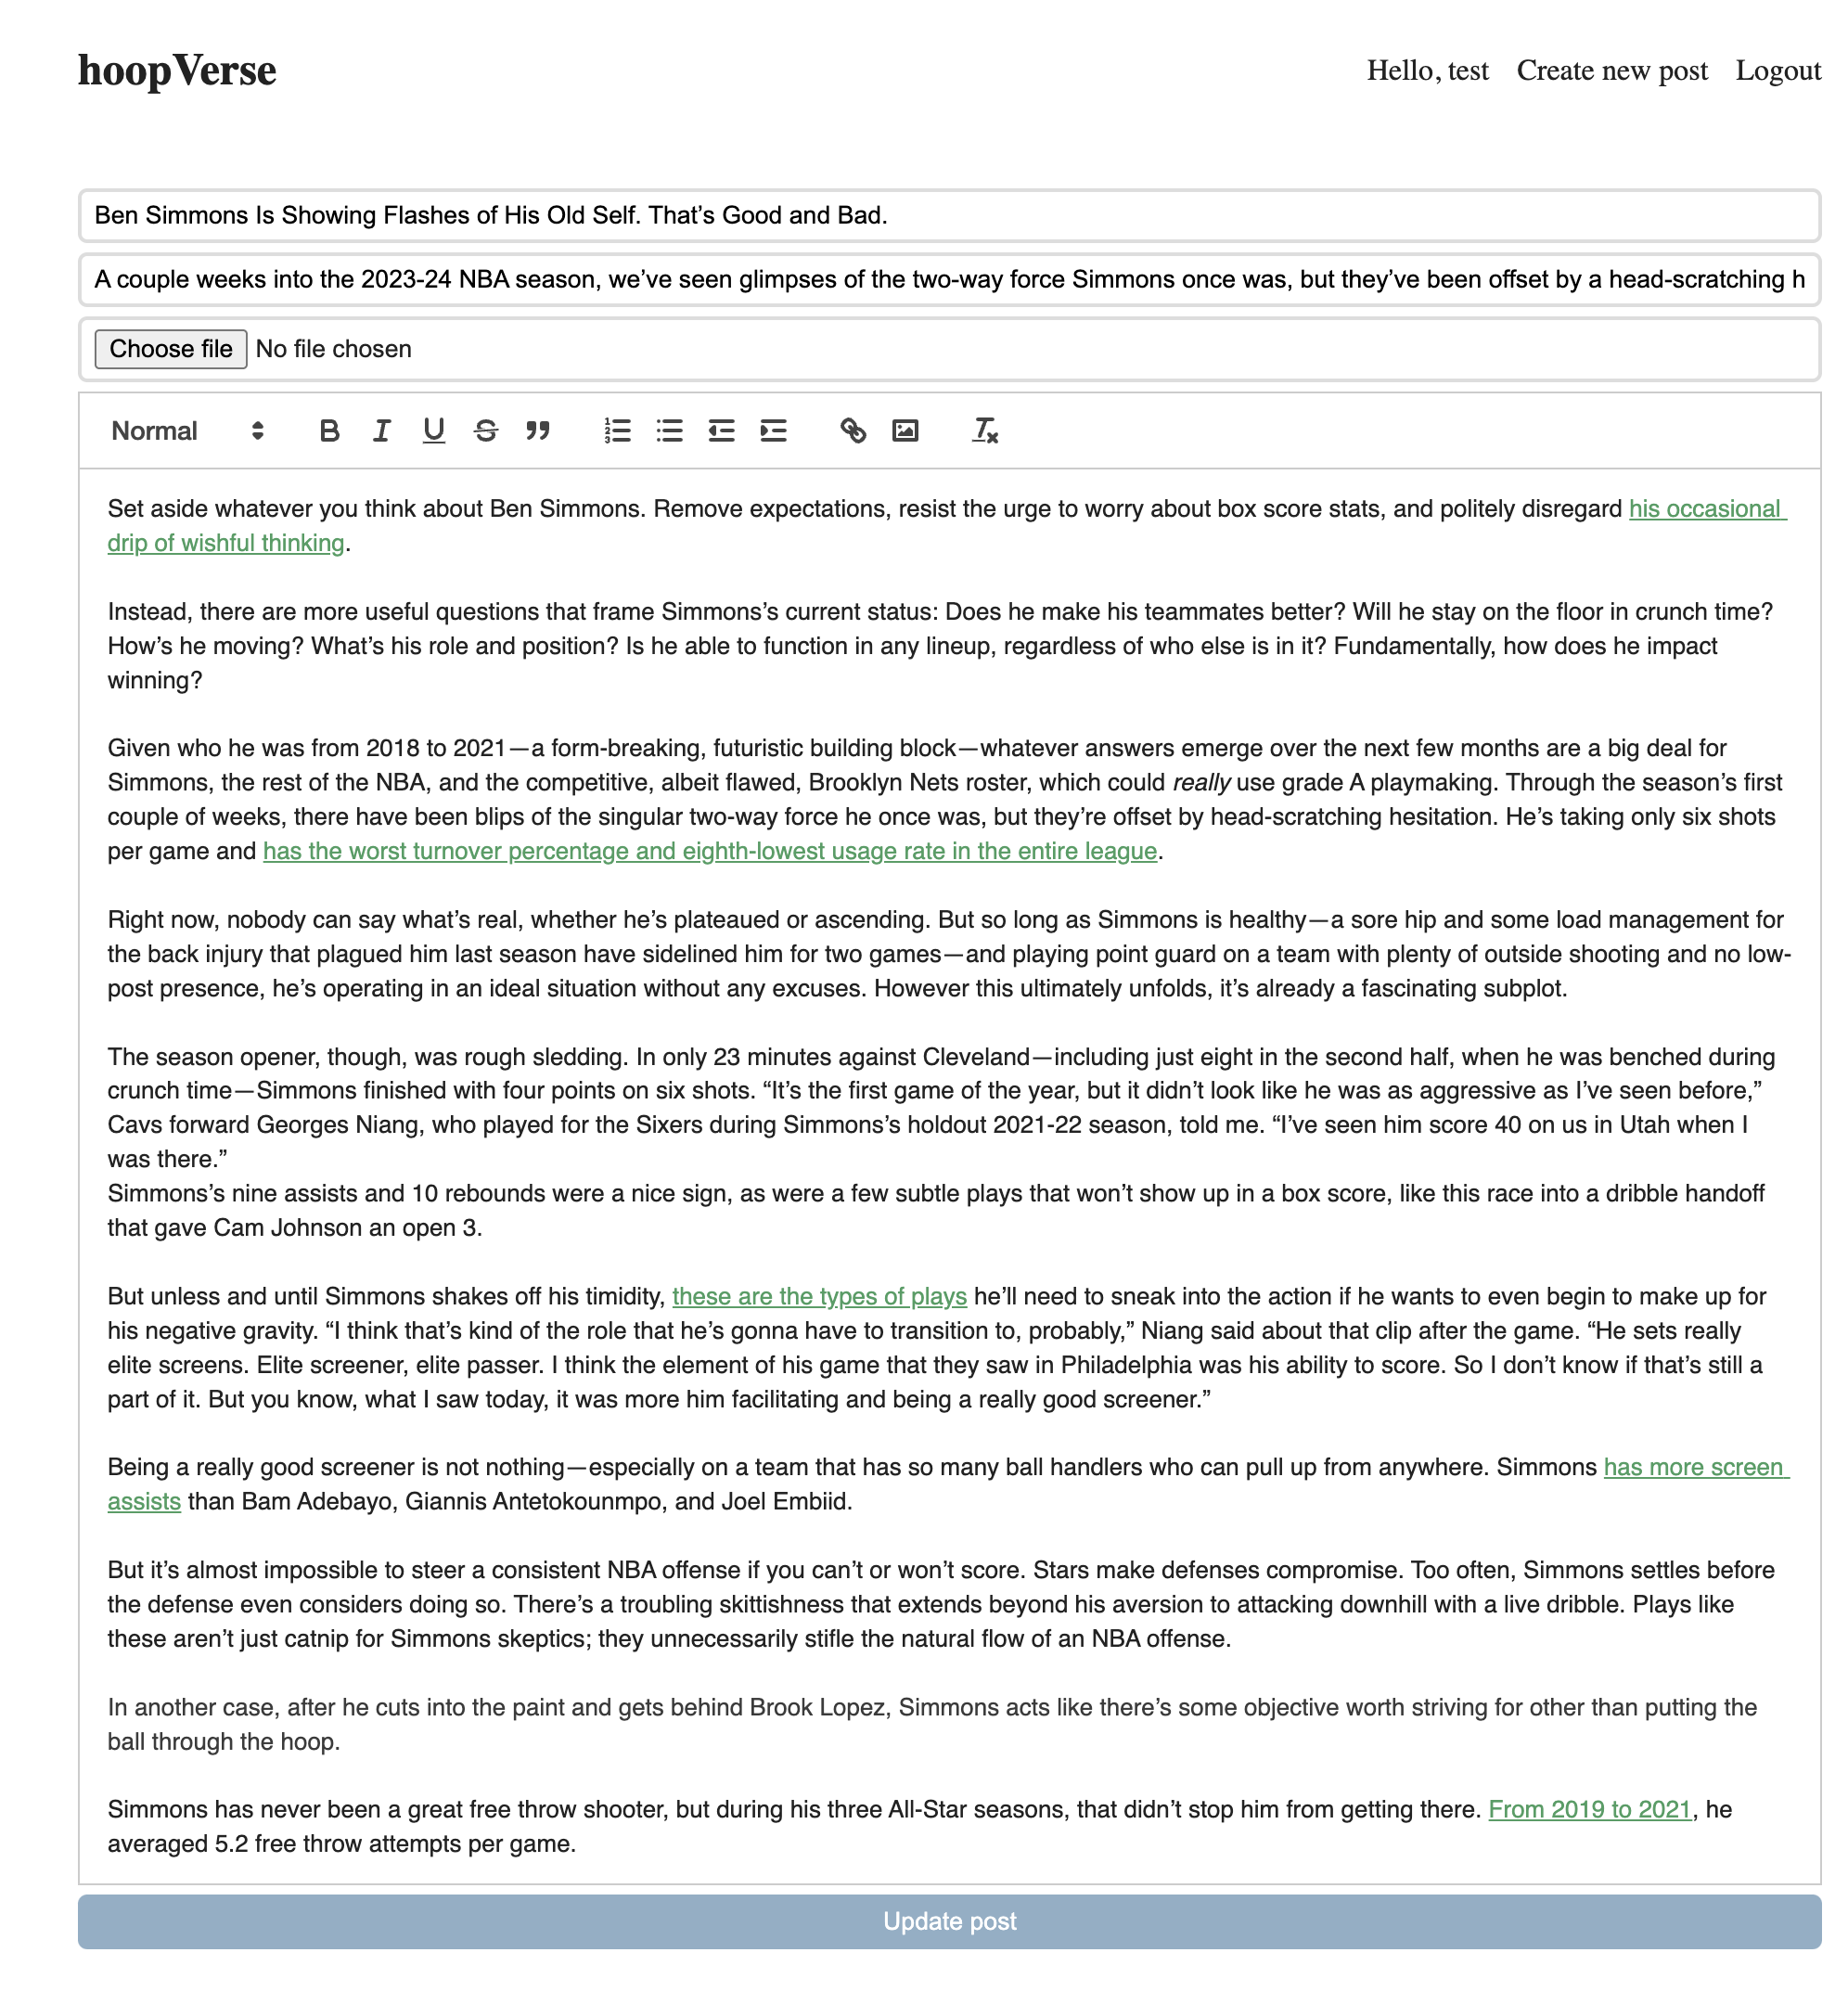 hoopVerse
Hello, test Create new post Logout
Ben Simmons Is Showing Flashes of His Old Self. That’s Good and Bad.
A couple weeks into the 2023-24 NBA season, we’ve seen glimpses of the two-way force Simmons once was, but they’ve been offset by a head-scratching h
Choose file No file chosen
Normal
Set aside whatever you think about Ben Simmons. Remove expectations, resist the urge to worry about box score stats, and politely disregard his occasional
drip of wishful thinking.
Instead, there are more useful questions that frame Simmons’s current status: Does he make his teammates better? Will he stay on the floor in crunch time?
How’s he moving? What’s his role and position? Is he able to function in any lineup, regardless of who else is in it? Fundamentally, how does he impact
winning?
Given who he was from 2018 to 2021—a form-breaking, futuristic building block—whatever answers emerge over the next few months are a big deal for
Simmons, the rest of the NBA, and the competitive, albeit flawed, Brooklyn Nets roster, which could really use grade A playmaking. Through the season’s first
couple of weeks, there have been blips of the singular two-way force he once was, but they’re offset by head-scratching hesitation. He’s taking only six shots
per game and has the worst turnover percentage and eighth-lowest usage rate in the entire league.
Right now, nobody can say what’s real, whether he’s plateaued or ascending. But so long as Simmons is healthy—a sore hip and some load management for
the back injury that plagued him last season have sidelined him for two games—and playing point guard on a team with plenty of outside shooting and no low-
post presence, he’s operating in an ideal situation without any excuses. However this ultimately unfolds, it’s already a fascinating subplot.
The season opener, though, was rough sledding. In only 23 minutes against Cleveland—including just eight in the second half, when he was benched during
crunch time—Simmons finished with four points on six shots. “It’s the first game of the year, but it didn’t look like he was as aggressive as I’ve seen before,”
Cavs forward Georges Niang, who played for the Sixers during Simmons’s holdout 2021-22 season, told me. “I’ve seen him score 40 on us in Utah when I
was there.”
Simmons’s nine assists and 10 rebounds were a nice sign, as were a few subtle plays that won’t show up in a box score, like this race into a dribble handoff
that gave Cam Johnson an open 3.
But unless and until Simmons shakes off his timidity, these are the types of plays he’ll need to sneak into the action if he wants to even begin to make up for
his negative gravity. “I think that’s kind of the role that he’s gonna have to transition to, probably,” Niang said about that clip after the game. “He sets really
elite screens. Elite screener, elite passer. I think the element of his game that they saw in Philadelphia was his ability to score. So I don’t know if that’s still a
part of it. But you know, what I saw today, it was more him facilitating and being a really good screener.”
Being a really good screener is not nothing—especially on a team that has so many ball handlers who can pull up from anywhere. Simmons has more screen
assists than Bam Adebayo, Giannis Antetokounmpo, and Joel Embiid.
But it’s almost impossible to steer a consistent NBA offense if you can’t or won’t score. Stars make defenses compromise. Too often, Simmons settles before
the defense even considers doing so. There’s a troubling skittishness that extends beyond his aversion to attacking downhill with a live dribble. Plays like
these aren’t just catnip for Simmons skeptics; they unnecessarily stifle the natural flow of an NBA offense.
In another case, after he cuts into the paint and gets behind Brook Lopez, Simmons acts like there’s some objective worth striving for other than putting the
ball through the hoop.
Simmons has never been a great free throw shooter, but during his three All-Star seasons, that didn’t stop him from getting there. From 2019 to 2021, he
averaged 5.2 free throw attempts per game.
Update post